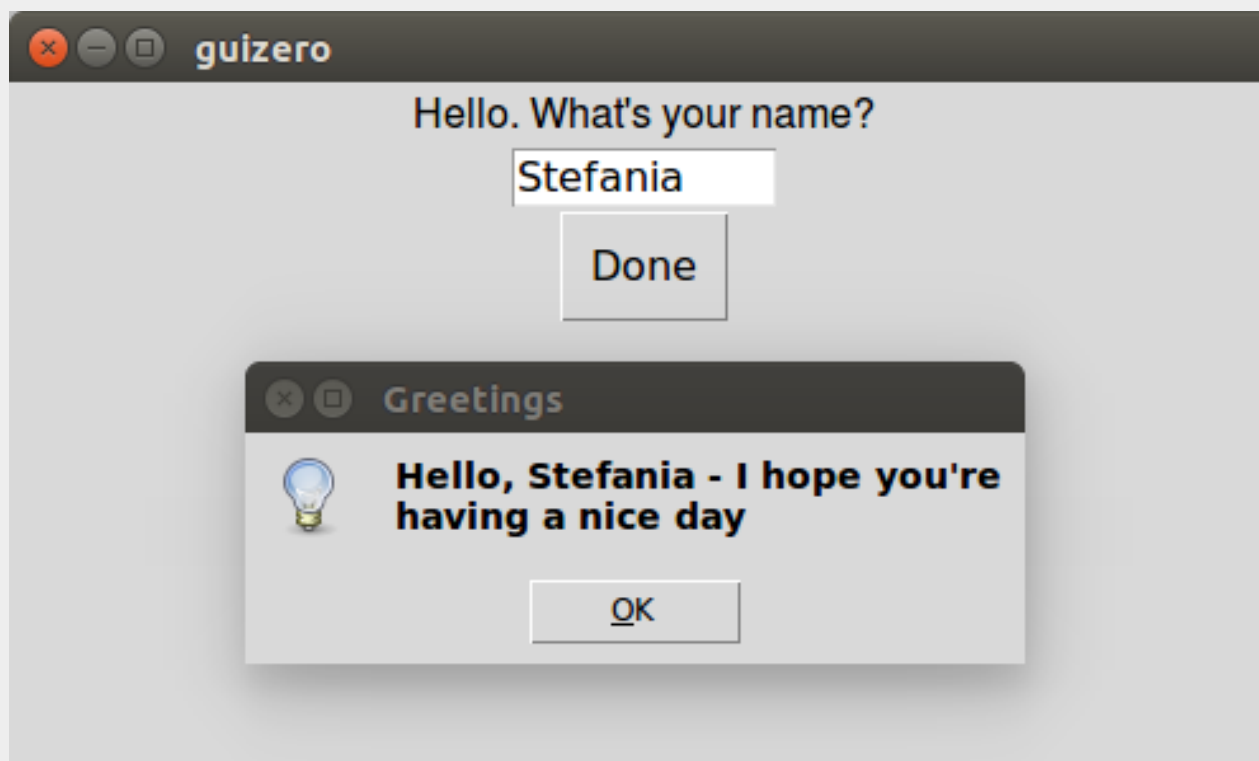 guizero
Hello. What's your name?
Stefania
Done
Greetings
Hello, Stefania - I hope you're
having a nice day
OK